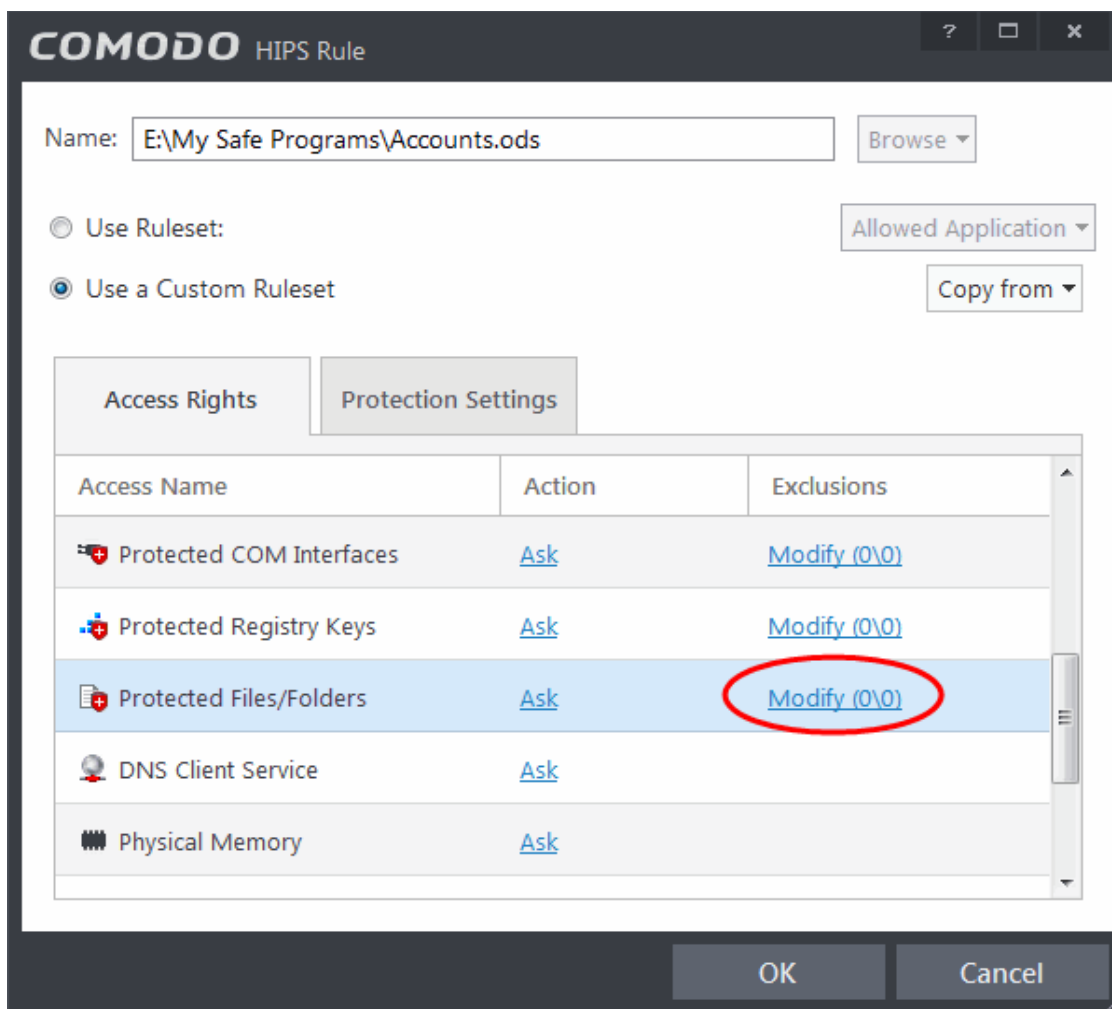 COMODO HIPS Rule
?
Name: E:\My Safe Programs\Accounts.ods Browse
Use Ruleset: Allowed Application
Use a Custom Ruleset Copy from
Access Rights Protection Settings
Access Name Action Exclusions
Protected COM Interfaces Ask Modify (0\0)
Protected Registry Keys Ask Modify (0\0)
Protected Files/Folders Ask Modify (0\0)
DNS Client Service Ask
Physical Memory Ask
OK Cancel